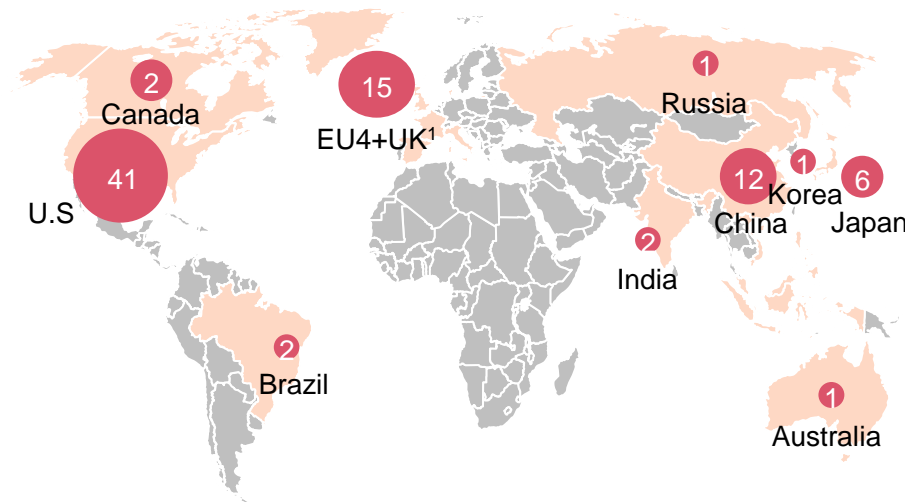 2
Canada
15
EU4+UK¹
1
Russia
41
U.S
12
China
1
Korea
6
Japan
2
India
2
Brazil
1
Australia